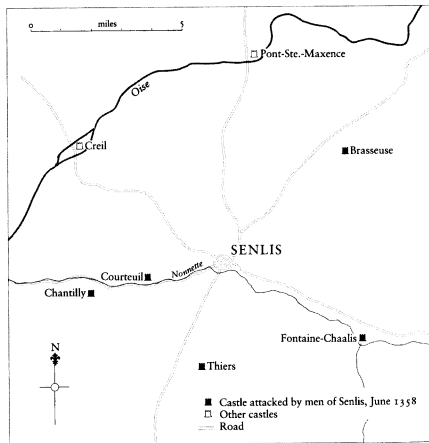 0 miles 5
Pont-Ste.-Maxence
Oise
Creil
Brasseuse
SENLIS
Courteuil
Nonnette
Chantilly
Fontaine-Chaalis
N
Thiers
Castle attacked by men of Senlis, June 1358
Other castles
Road